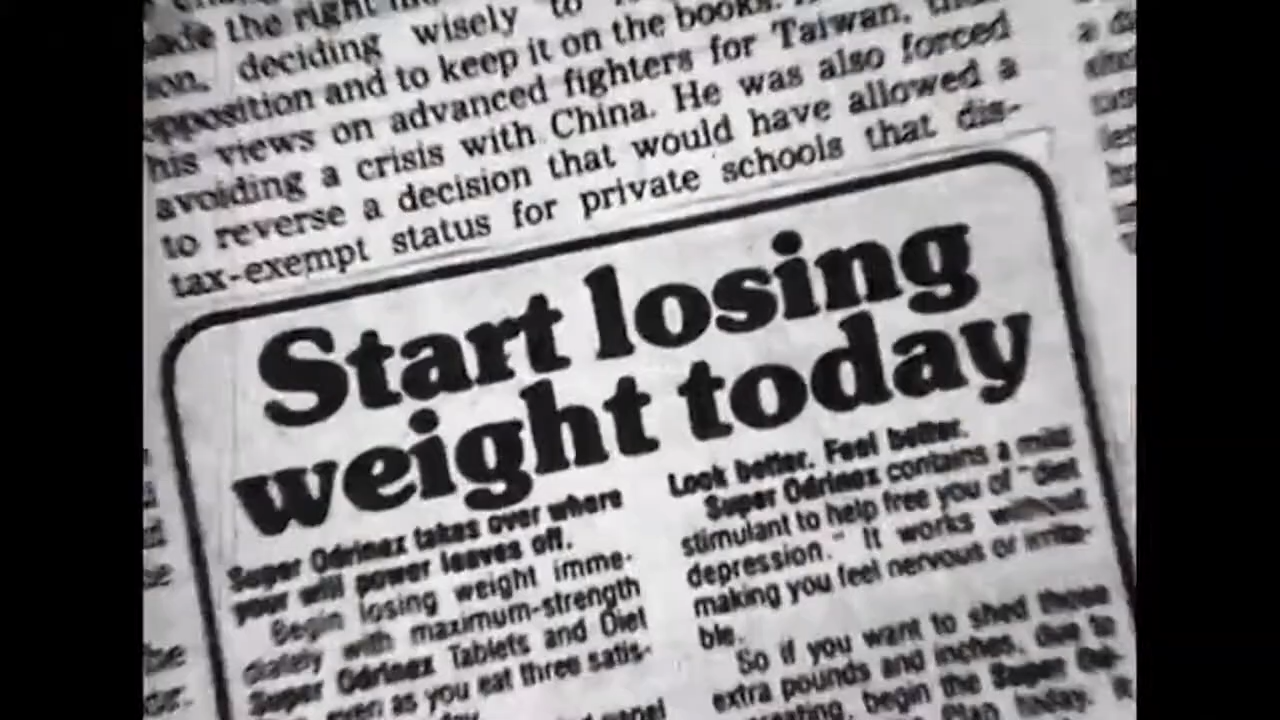 ade the right
on, deciding wisely to
opposition and to keep it on the books.
his views on advanced fighters for Taiwan,
avoiding a crisis with China. He was also forced
to reverse a decision that would have allowed a
tax-exempt status for private schools that dis-
Start losing
weight today
Super Odrinex takes over where
your will power leaves off.
Begin losing weight imme-
diately with maximum-strength
Super Odrinex Tablets and Diet
even as you eat three satis-
Look better. Feel better.
Super Odrinex contains a mild
stimulant to help free you of "diet
depression." It works without
making you feel nervous or irrita-
ble.
So if you want to shed those
extra pounds and inches, due to
begin the Super Od-
Plan today.